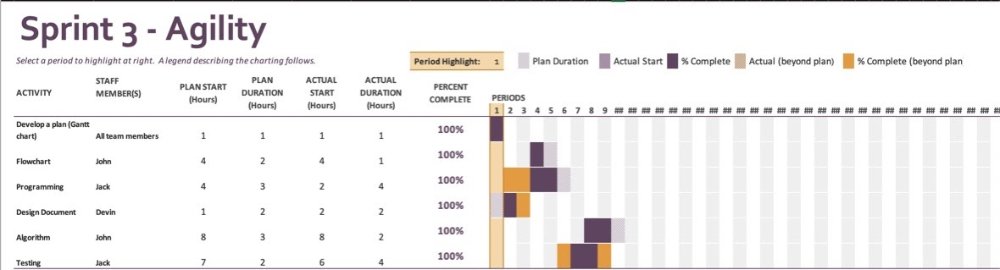 Sprint 3 - Agility
Select a period to highlight at right. A legend describing the charting follows.
Period Highlight: 1 Plan Duration Actual Start % Complete Actual (beyond plan) % Complete (beyond plan
ACTIVITY STAFF MEMBER(S) PLAN START (Hours) PLAN DURATION (Hours) ACTUAL START (Hours) ACTUAL DURATION (Hours) PERCENT COMPLETE PERIODS
1 2 3 4 5 6 7 8 9 ## ## ## ## ## ## ## ## ## ## ## ## ## ## ## ## ## ## ## ## ## ## ## ## ## ## ## ## ##
Develop a plan (Gantt chart) All team members 1 1 1 1 100%
Flowchart John 4 2 4 1 100%
Programming Jack 4 3 2 4 100%
Design Document Devin 1 2 2 2 100%
Algorithm John 8 3 8 2 100%
Testing Jack 7 2 6 4 100%